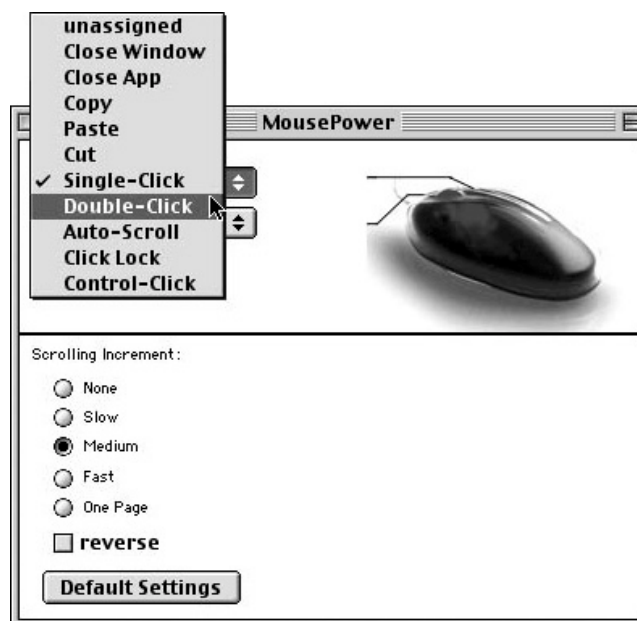 unassigned
Close Window
Close App
Copy
Paste
Cut
Single-Click
Double-Click
Auto-Scroll
Click Lock
Control-Click
MousePower
Scrolling Increment:
None
Slow
Medium
Fast
One Page
reverse
Default Settings